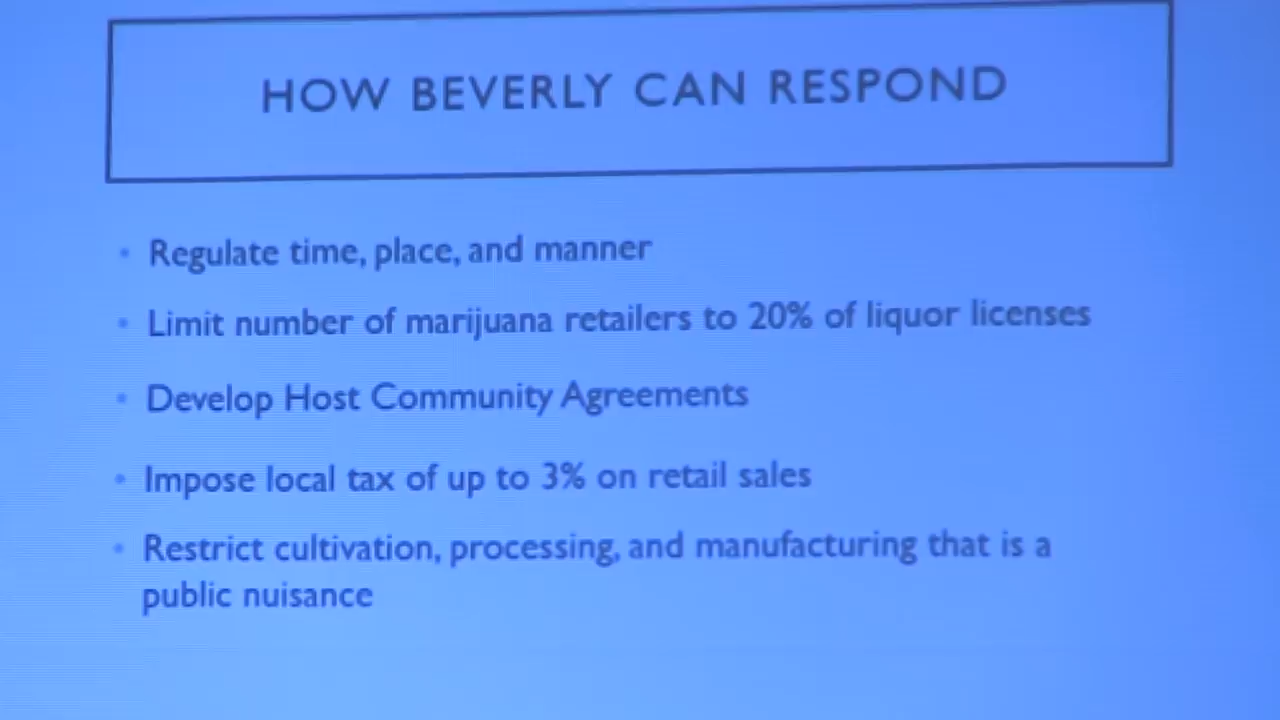 HOW BEVERLY CAN RESPOND
• Regulate time, place, and manner
• Limit number of marijuana retailers to 20% of liquor licenses
• Develop Host Community Agreements
• Impose local tax of up to 3% on retail sales
• Restrict cultivation, processing, and manufacturing that is a
public nuisance